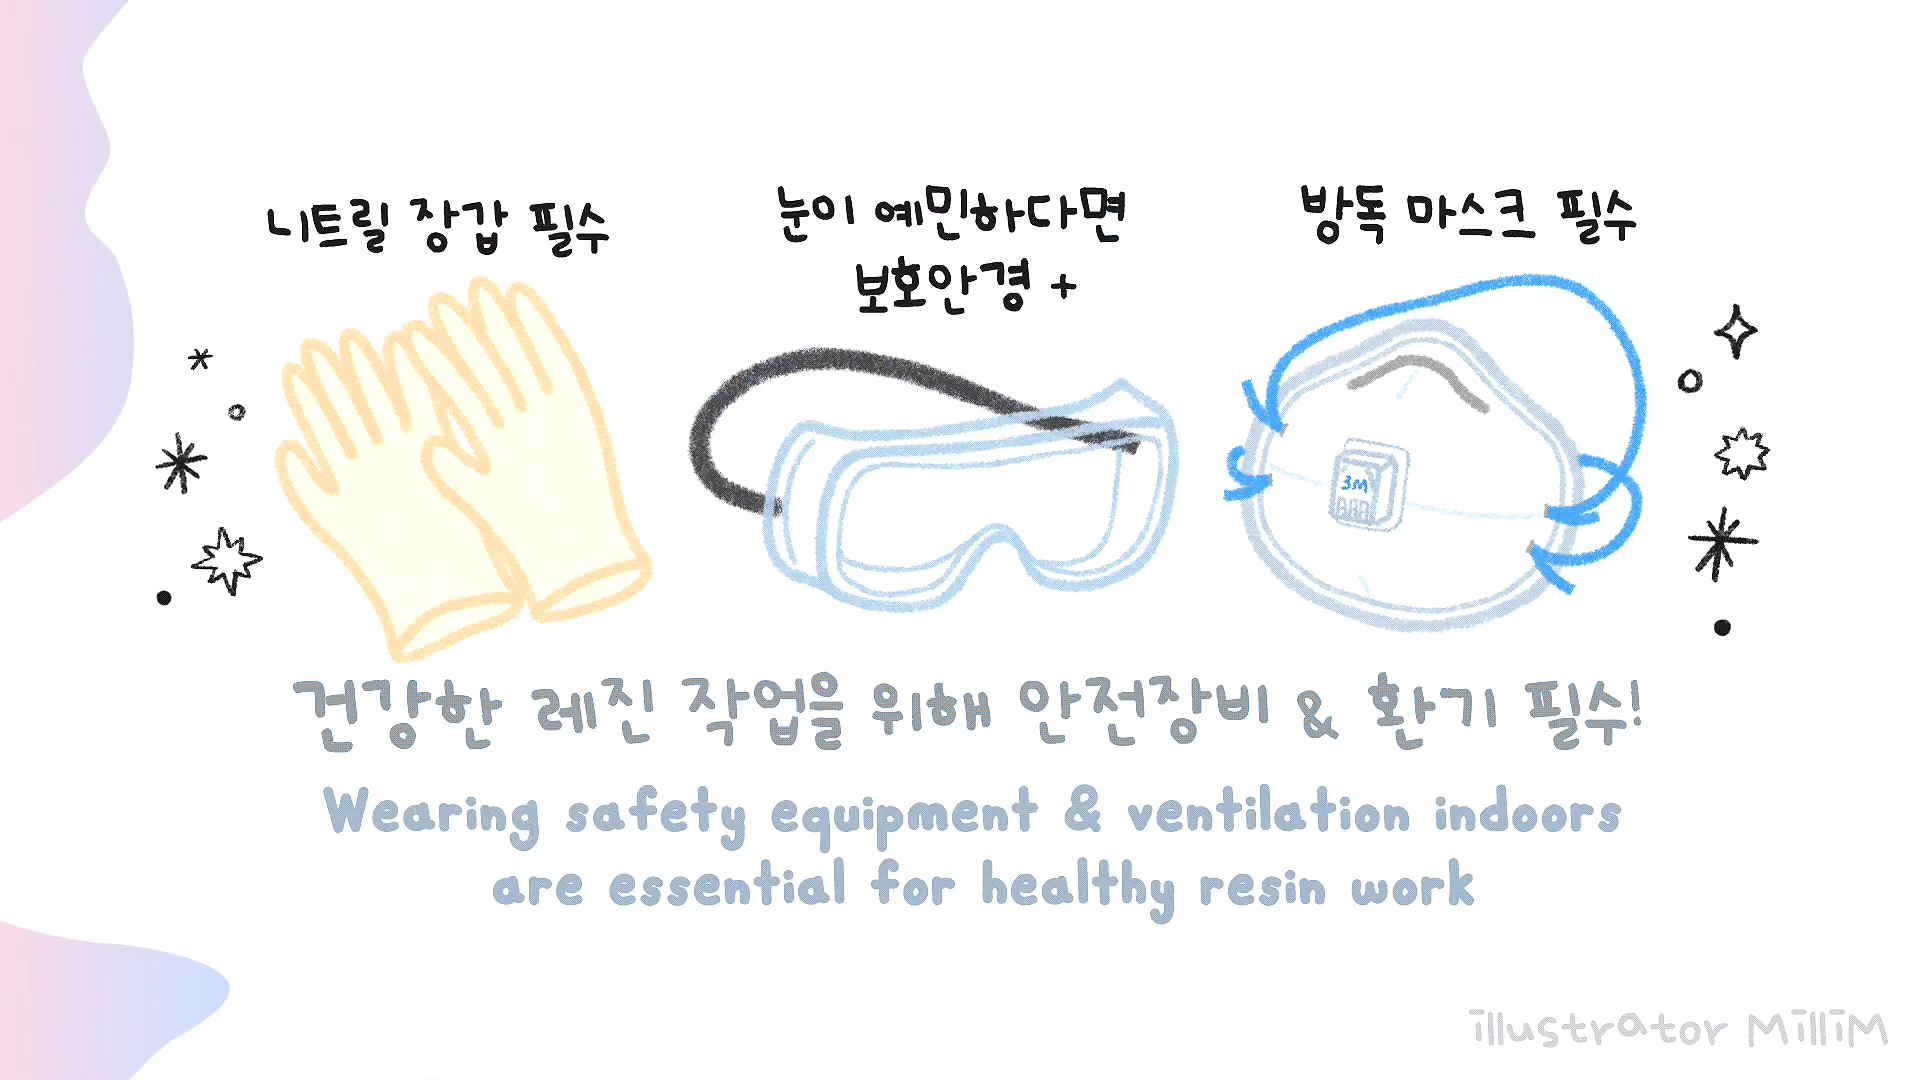 니트릴 장갑 필수
눈이 예민하다면
보호안경 +
방독 마스크 필수
3M
건강한 레진 작업을 위해 안전장비 & 환기 필수!
Wearing safety equipment & ventilation indoors
are essential for healthy resin work
illustrator MilliM